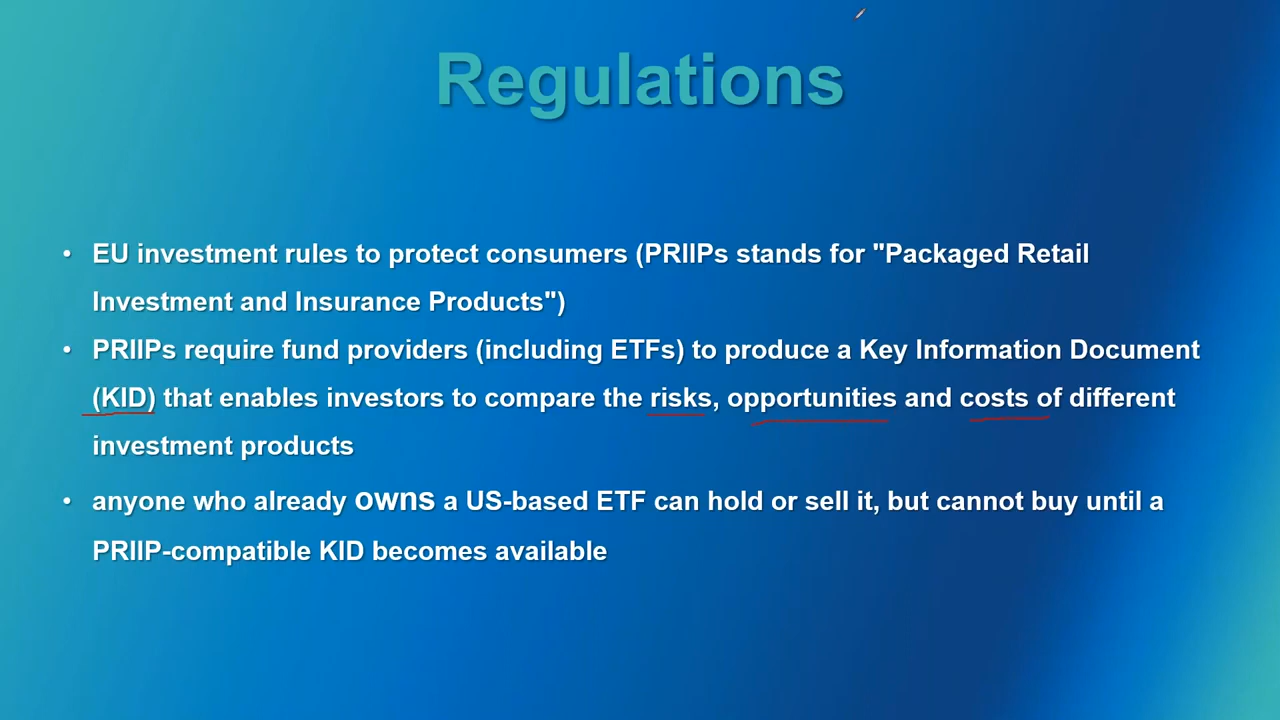 Regulations
• EU investment rules to protect consumers (PRIIPs stands for "Packaged Retail
Investment and Insurance Products")
• PRIIPs require fund providers (including ETFs) to produce a Key Information Document
(KID) that enables investors to compare the risks, opportunities and costs of different
investment products
• anyone who already owns a US-based ETF can hold or sell it, but cannot buy until a
PRIIP-compatible KID becomes available